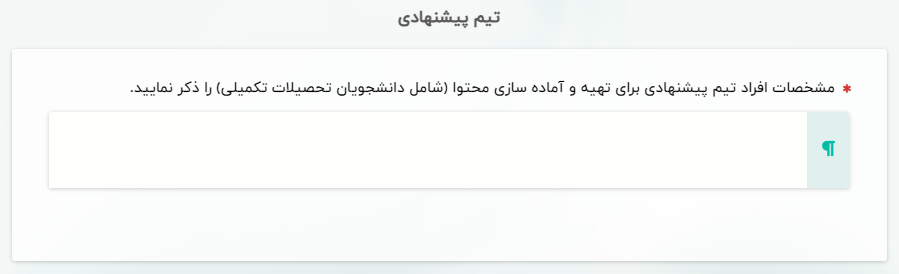 تیم پیشنهادی
* مشخصات افراد تیم پیشنهادی برای تهیه و آماده سازی محتوا (شامل دانشجویان تحصیلات تکمیلی) را ذکر نمایید.
¶